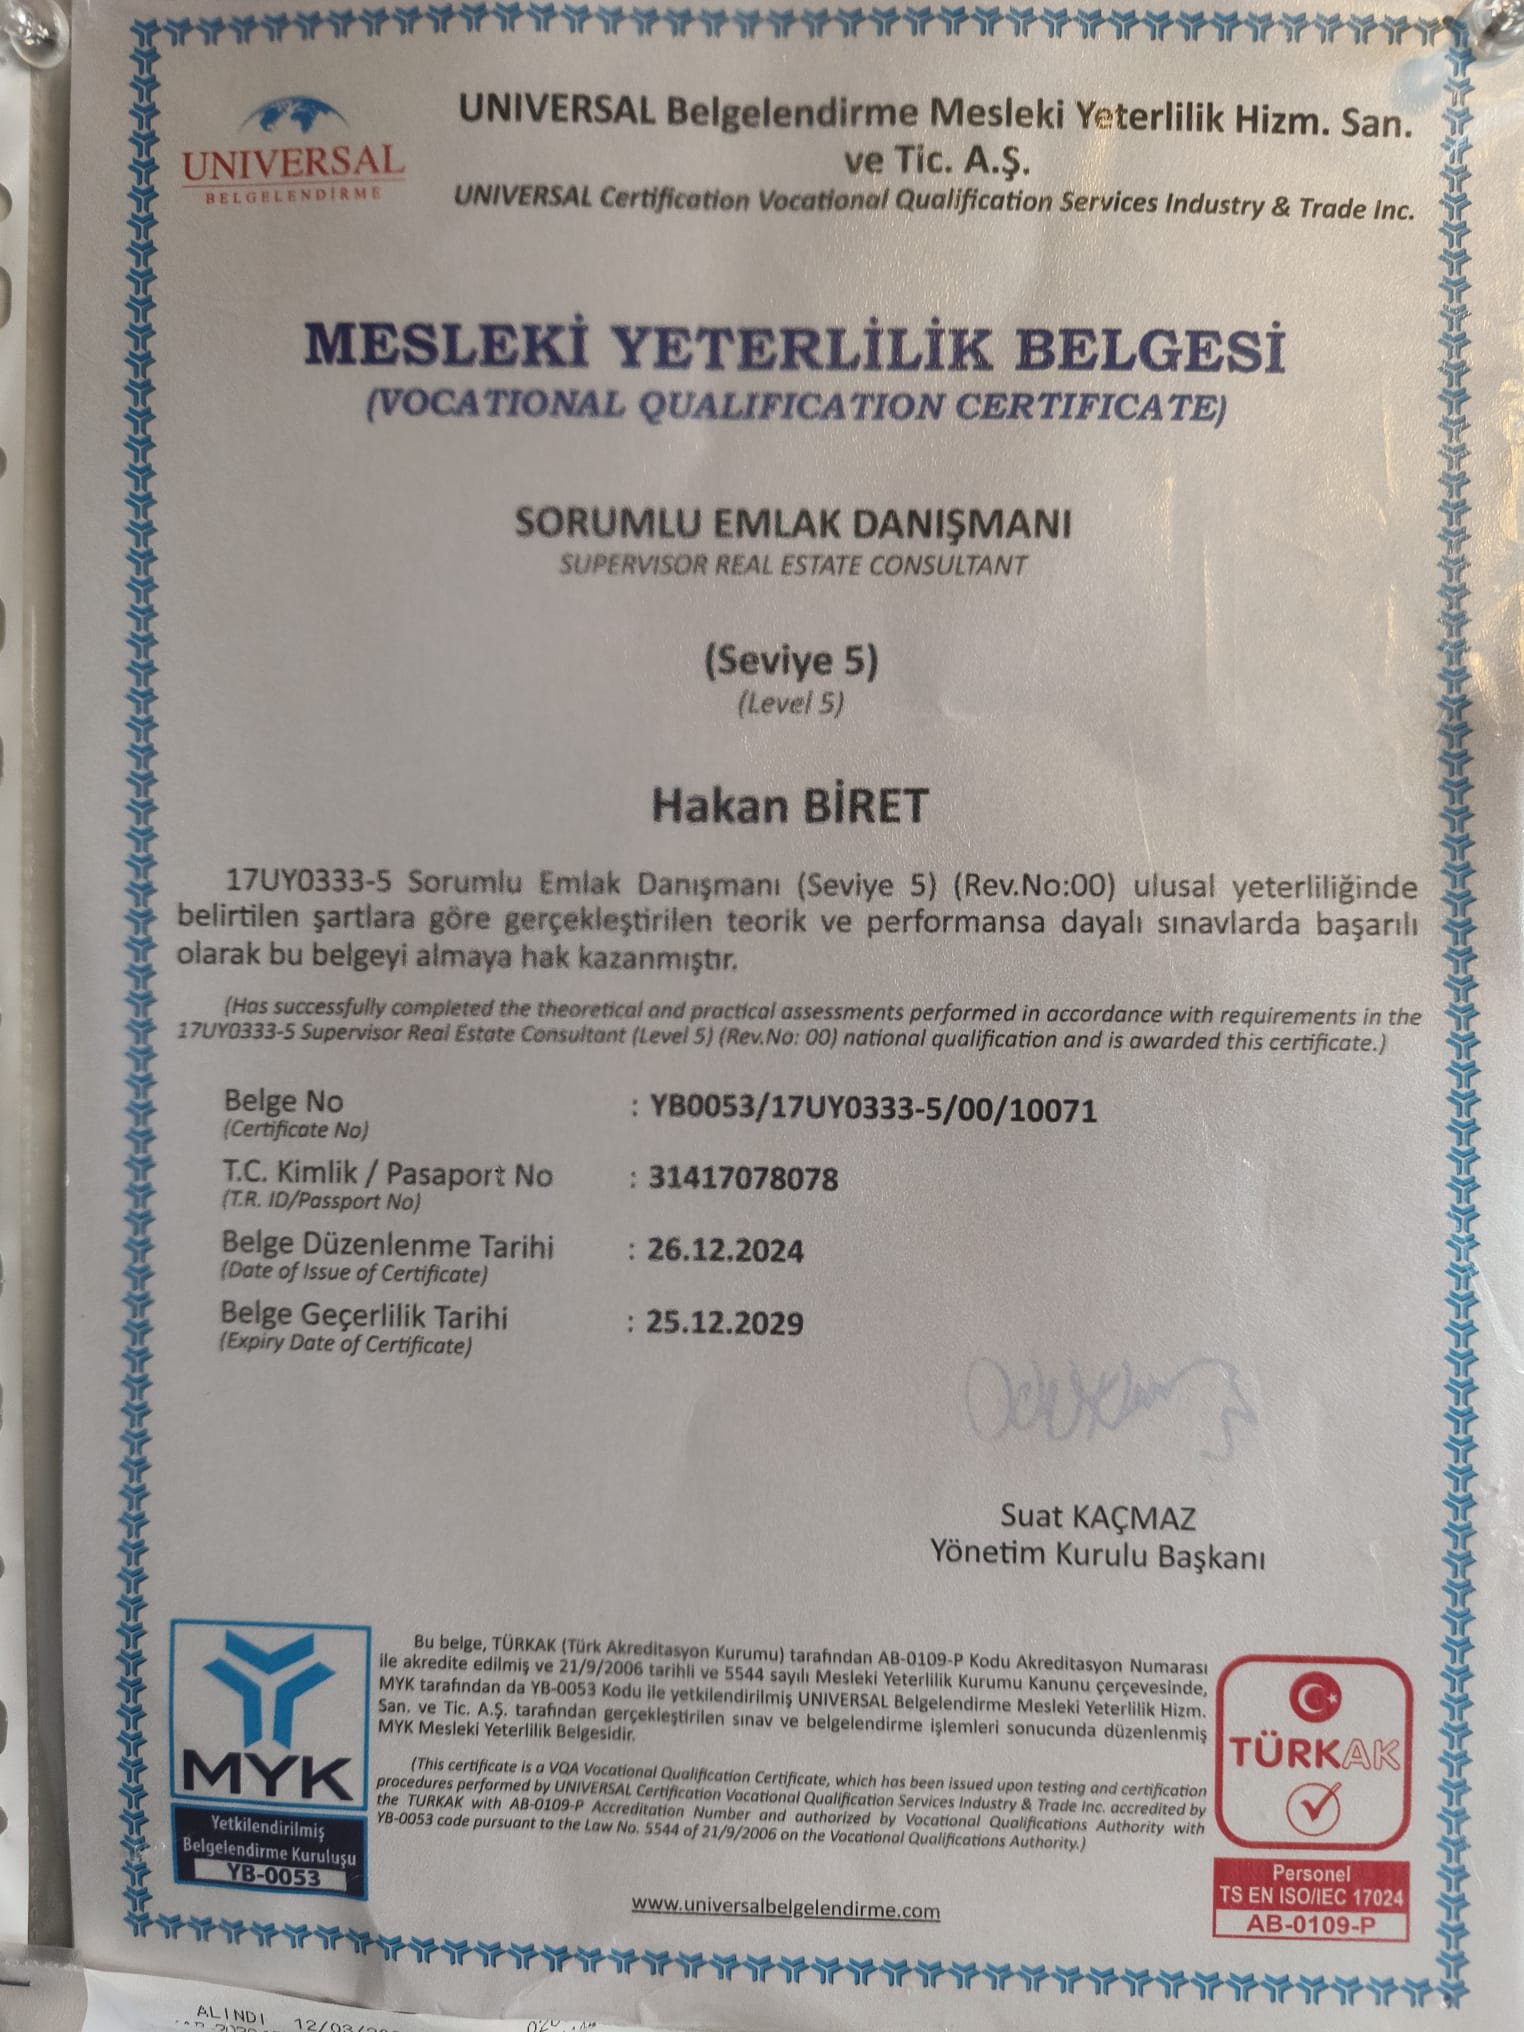 UNIVERSAL
BELGELENDİRME
UNIVERSAL Belgelendirme Mesleki Yeterlilik Hizm. San.
ve Tic. A.Ş.
UNIVERSAL Certification Vocational Qualification Services Industry & Trade Inc.
MESLEKİ YETERLİLİK BELGESİ
(VOCATIONAL QUALIFICATION CERTIFICATE)
SORUMLU EMLAK DANIŞMANI
SUPERVISOR REAL ESTATE CONSULTANT
(Seviye 5)
(Level 5)
Hakan BİRET
17UY0333-5 Sorumlu Emlak Danışmanı (Seviye 5) (Rev.No:00) ulusal yeterliliğinde
belirtilen şartlara göre gerçekleştirilen teorik ve performansa dayalı sınavlarda başarılı
olarak bu belgeyi almaya hak kazanmıştır.
(Has successfully completed the theoretical and practical assessments performed in accordance with requirements in the
17UY0333-5 Supervisor Real Estate Consultant (Level 5) (Rev.No: 00) national qualification and is awarded this certificate.)
Belge No : YB0053/17UY0333-5/00/10071
(Certificate No)
T.C. Kimlik / Pasaport No : 31417078078
(T.R. ID/Passport No)
Belge Düzenlenme Tarihi : 26.12.2024
(Date of Issue of Certificate)
Belge Geçerlilik Tarihi : 25.12.2029
(Expiry Date of Certificate)
Suat KAÇMAZ
Yönetim Kurulu Başkanı
MYK
Yetkilendirilmiş
Belgelendirme Kuruluşu
YB-0053
Bu belge, TÜRKAK (Türk Akreditasyon Kurumu) tarafından AB-0109-P Kodu Akreditasyon Numarası
ile akredite edilmiş ve 21/9/2006 tarihli ve 5544 sayılı Mesleki Yeterlilik Kurumu Kanunu çerçevesinde,
MYK tarafından da YB-0053 Kodu ile yetkilendirilmiş UNIVERSAL Belgelendirme Mesleki Yeterlilik Hizm.
San. ve Tic. A.Ş. tarafından gerçekleştirilen sınav ve belgelendirme işlemleri sonucunda düzenlenmiş
MYK Mesleki Yeterlilik Belgesidir.
(This certificate is a VQA Vocational Qualification Certificate, which has been issued upon testing and certification
procedures performed by UNIVERSAL Certification Vocational Qualification Services Industry & Trade Inc. accredited by
the TURKAK with AB-0109-P Accreditation Number and authorized by Vocational Qualifications Authority with
YB-0053 code pursuant to the Law No. 5544 of 21/9/2006 on the Vocational Qualifications Authority.)
TÜRKAK
Personel
TS EN ISO/IEC 17024
AB-0109-P
www.universalbelgelendirme.com
ALINDI